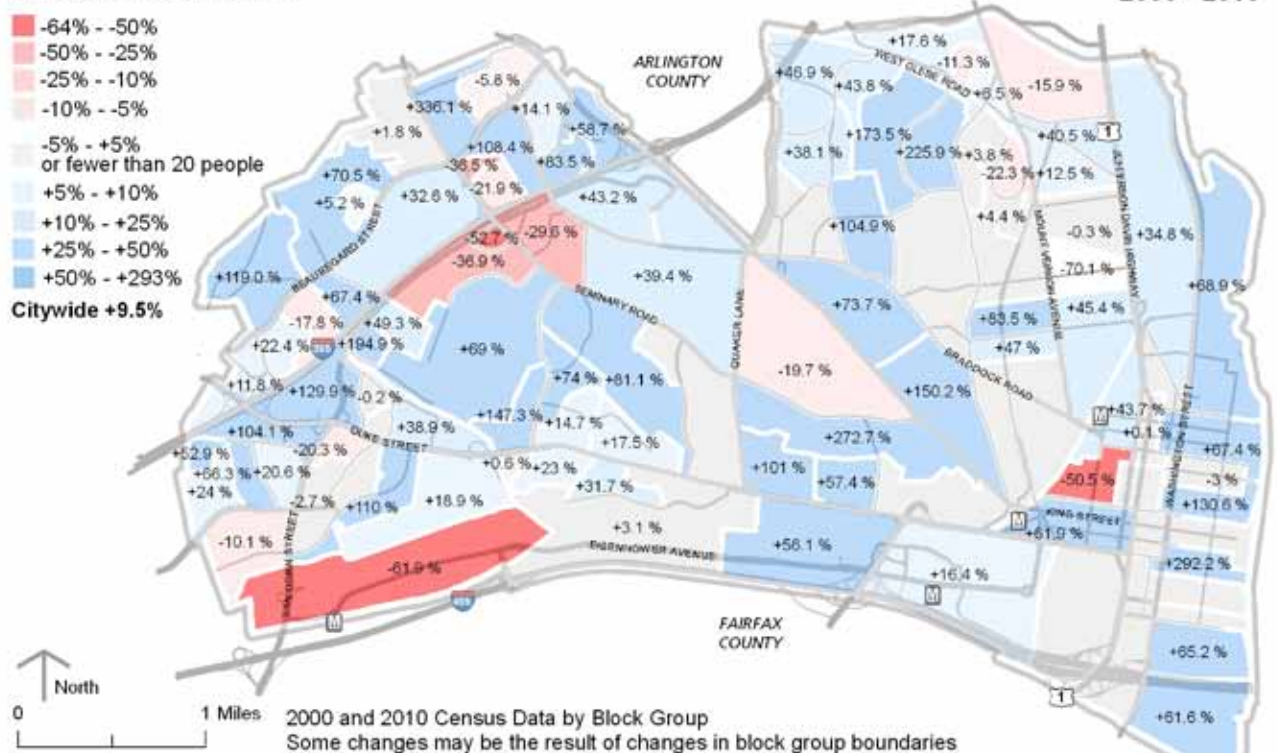 -64% - -50%
-50% - -25%
-25% - -10%
-10% - -5%
-5% - +5%
or fewer than 20 people
+5% - +10%
+10% - +25%
+25% - +50%
+50% - +293%
Citywide +9.5%
ARLINGTON
COUNTY
+17.6 %
WEST GLEBE ROAD
-11.3 %
-5.8 %
+46.9 %
+43.8 %
+6.5 %
-15.9 %
+336.1 %
+14.1 %
+1.8 %
+58.7 %
+173.5 %
+40.5 %
1
+108.4 %
-36.5 %
+83.5 %
+38.1 %
+225.9 %
+3.8 %
+70.5 %
-21.9 %
-22.3 %
+12.5 %
+5.2 %
+32.6 %
+43.2 %
JEFFERSON DAVIS HIGHWAY
BEAUREGARD STREET
+104.9 %
+4.4 %
MOUNT VERNON AVENUE
-0.3 %
+34.8 %
-52.7 %
-29.6 %
-36.9 %
+119.0 %
+39.4 %
-70.1 %
+68.9 %
+67.4 %
SEMINARY ROAD
+73.7 %
+45.4 %
-17.8 %
+49.3 %
+83.5 %
+22.4 %
+194.9 %
+69 %
QUAKER LANE
+47 %
BRADDOCK ROAD
-19.7 %
+11.8 %
+129.9 %
-0.2 %
+74 %
+81.1 %
+150.2 %
+147.3 %
+14.7 %
M
+43.7 %
+0.1 %
WASHINGTON STREET
+104.1 %
DUKE STREET
+38.9 %
+17.5 %
+272.7 %
+67.4 %
+52.9 %
-20.3 %
+66.3 %
+20.6 %
+0.6 %
+23 %
+101 %
+57.4 %
-50.5 %
-3 %
+24 %
-2.7 %
+110 %
+18.9 %
+31.7 %
+130.6 %
M
KING STREET
+61.9 %
+3.1 %
EISENHOWER AVENUE
+56.1 %
-10.1 %
-61.9 %
+16.4 %
+292.2 %
M
M
FAIRFAX
COUNTY
+65.2 %
1
+61.6 %
North
0
1 Miles
2000 and 2010 Census Data by Block Group
Some changes may be the result of changes in block group boundaries